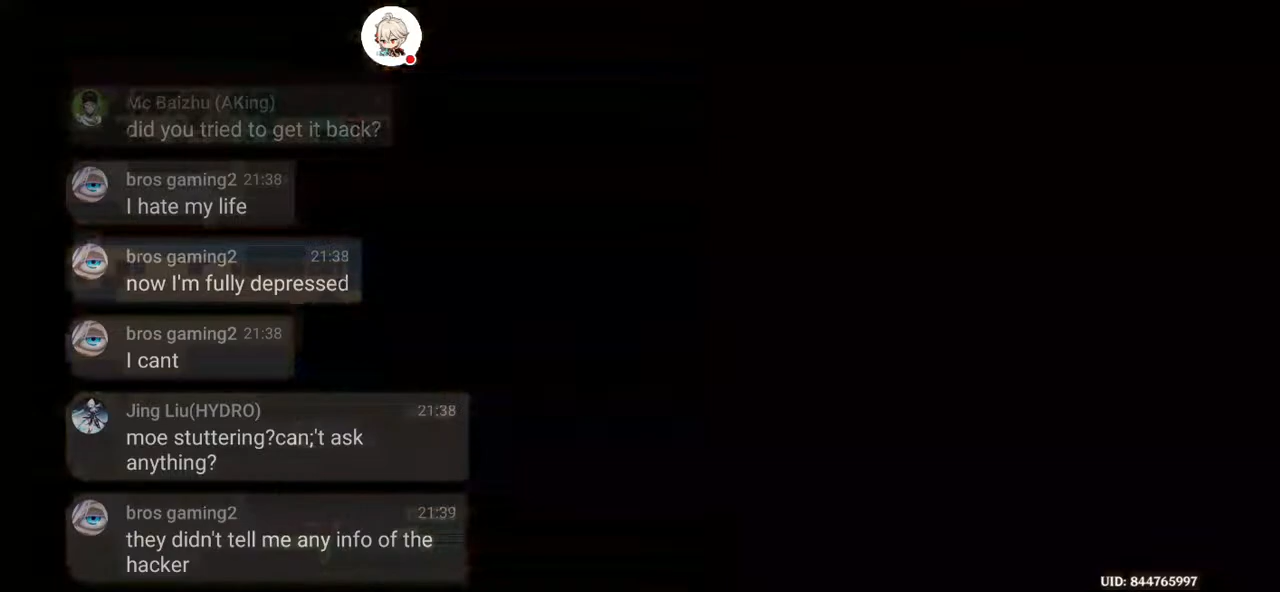 Mc Baizhu (AKing)
did you tried to get it back?
bros gaming2 21:38
I hate my life
bros gaming2 21:38
now I'm fully depressed
bros gaming2 21:38
I cant
Jing Liu(HYDRO) 21:38
moe stuttering?can;'t ask
anything?
bros gaming2 21:39
they didn't tell me any info of the
hacker
UID: 844765997